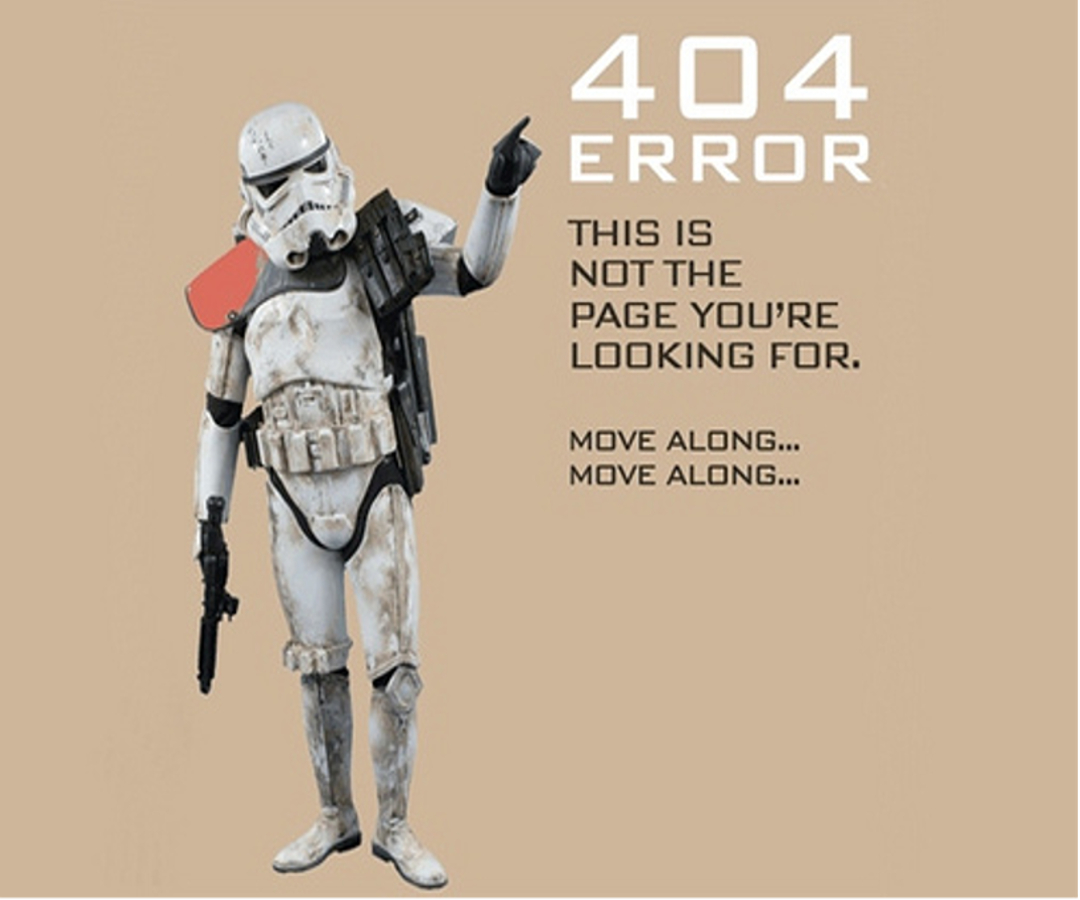 404
ERROR
THIS IS
NOT THE
PAGE YOU'RE
LOOKING FOR.
MOVE ALONG...
MOVE ALONG...